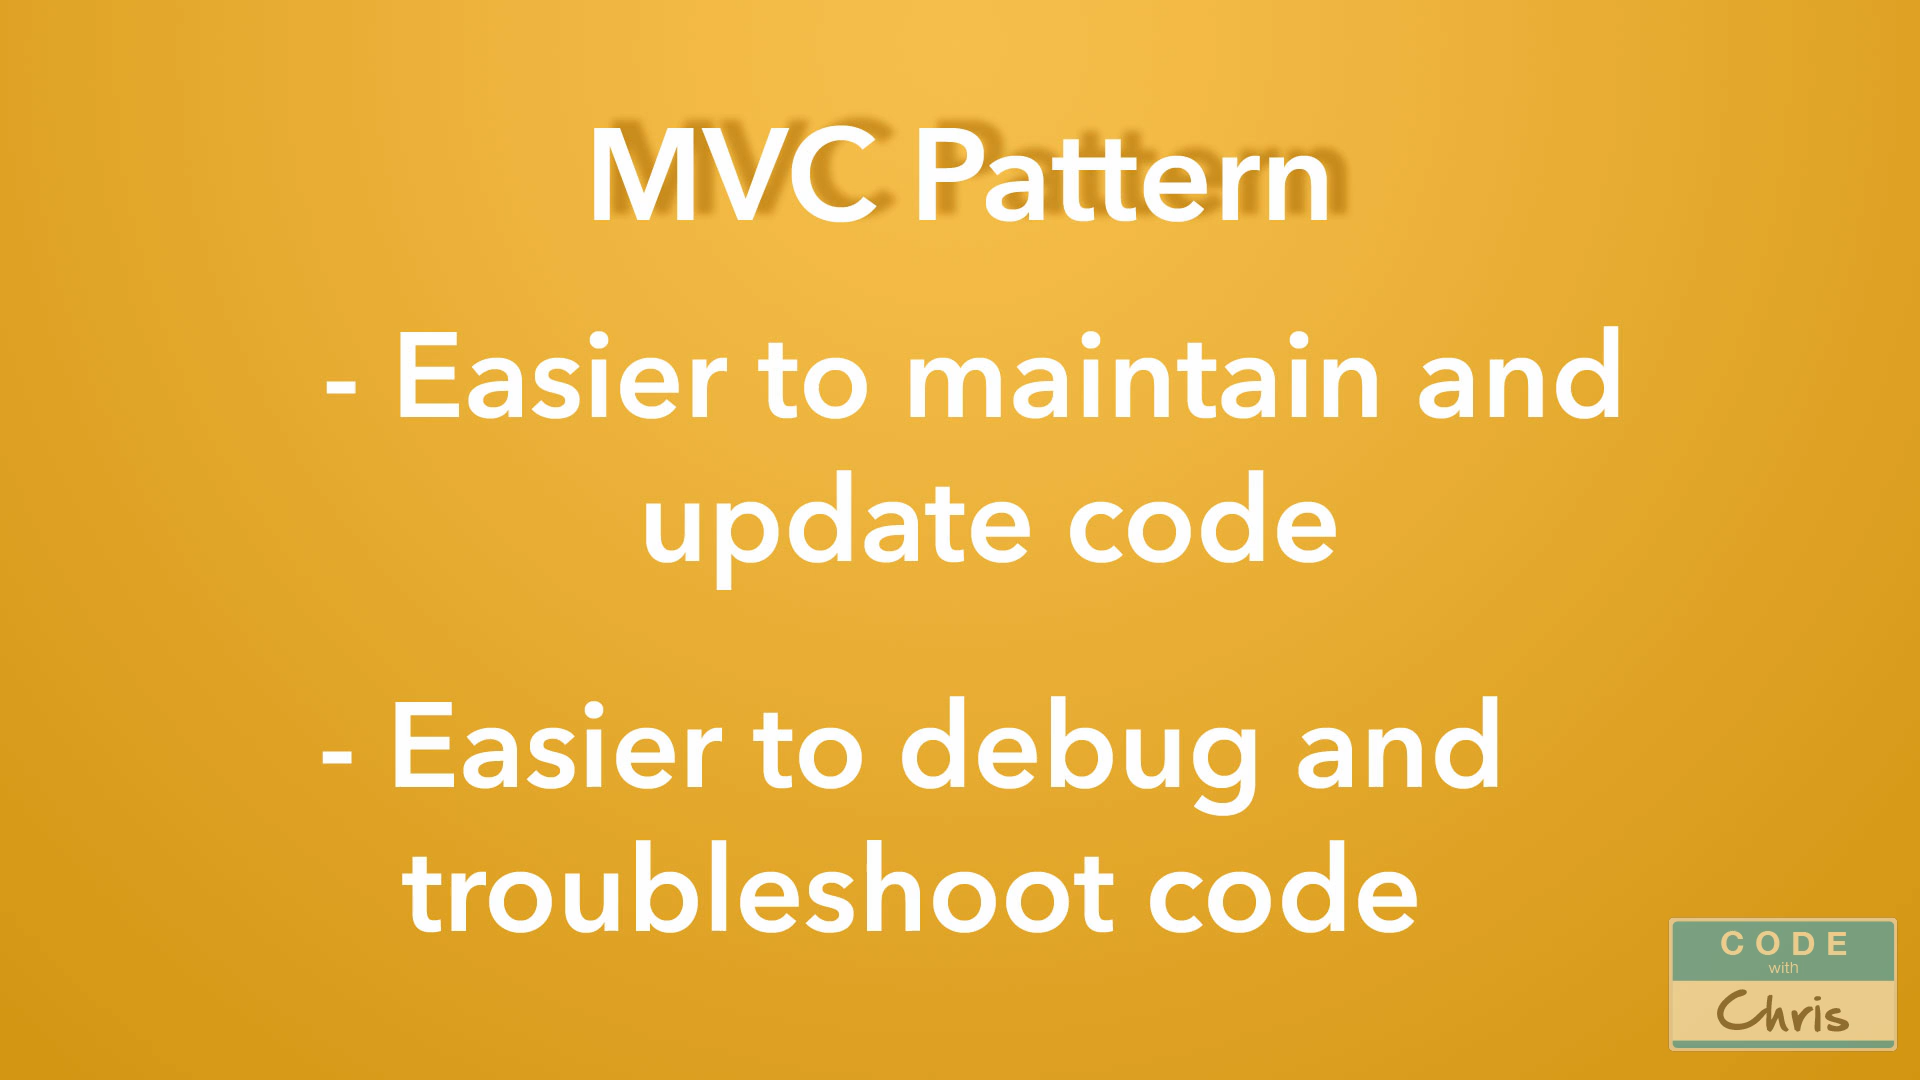 MVC Pattern
- Easier to maintain and
update code
- Easier to debug and
troubleshoot code
CODE
with
Chris